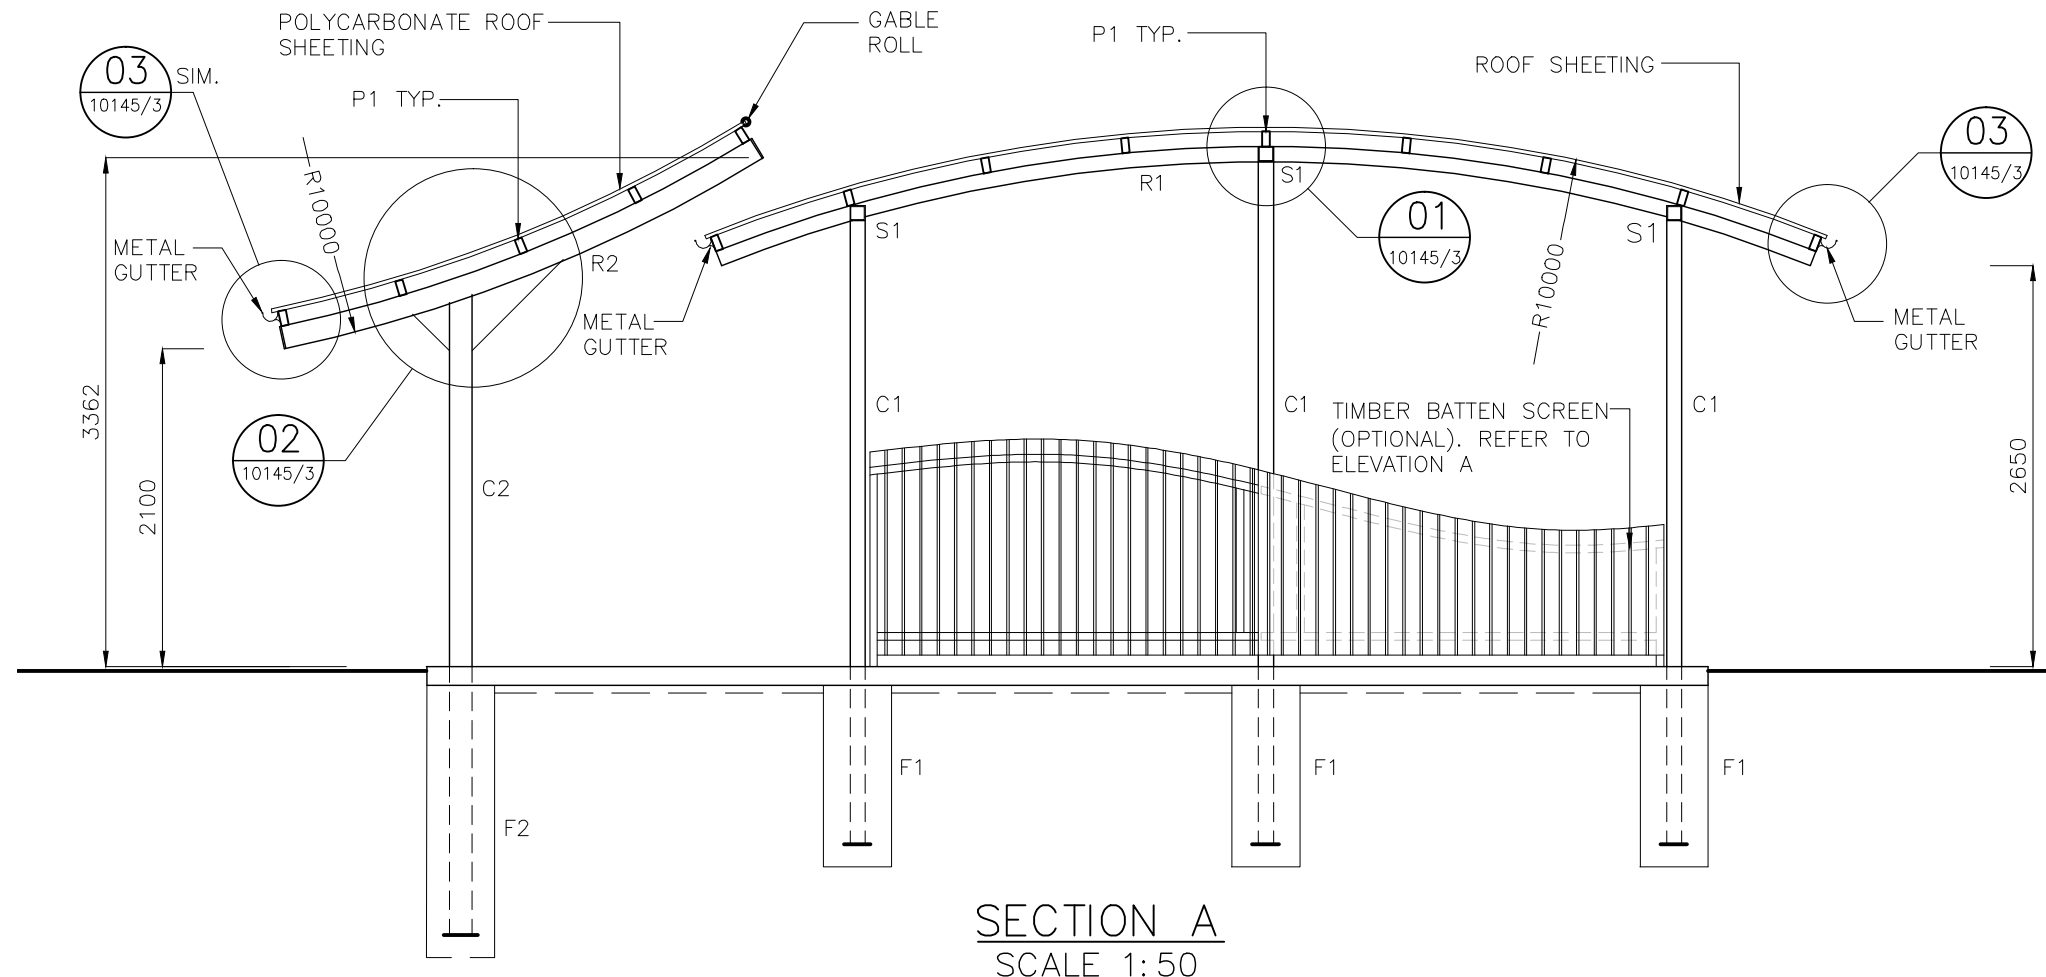 POLYCARBONATE ROOF
SHEETING
GABLE
ROLL
P1 TYP.
ROOF SHEETING
03
10145/3
SIM.
P1 TYP.
03
10145/3
R10000
R1
S1
01
10145/3
METAL
GUTTER
R2
S1
S1
R10000
METAL
GUTTER
METAL
GUTTER
3362
2100
02
10145/3
C2
C1
C1
TIMBER BATTEN SCREEN
(OPTIONAL). REFER TO
ELEVATION A
C1
2650
F2
F1
F1
F1
SECTION A
SCALE 1:50